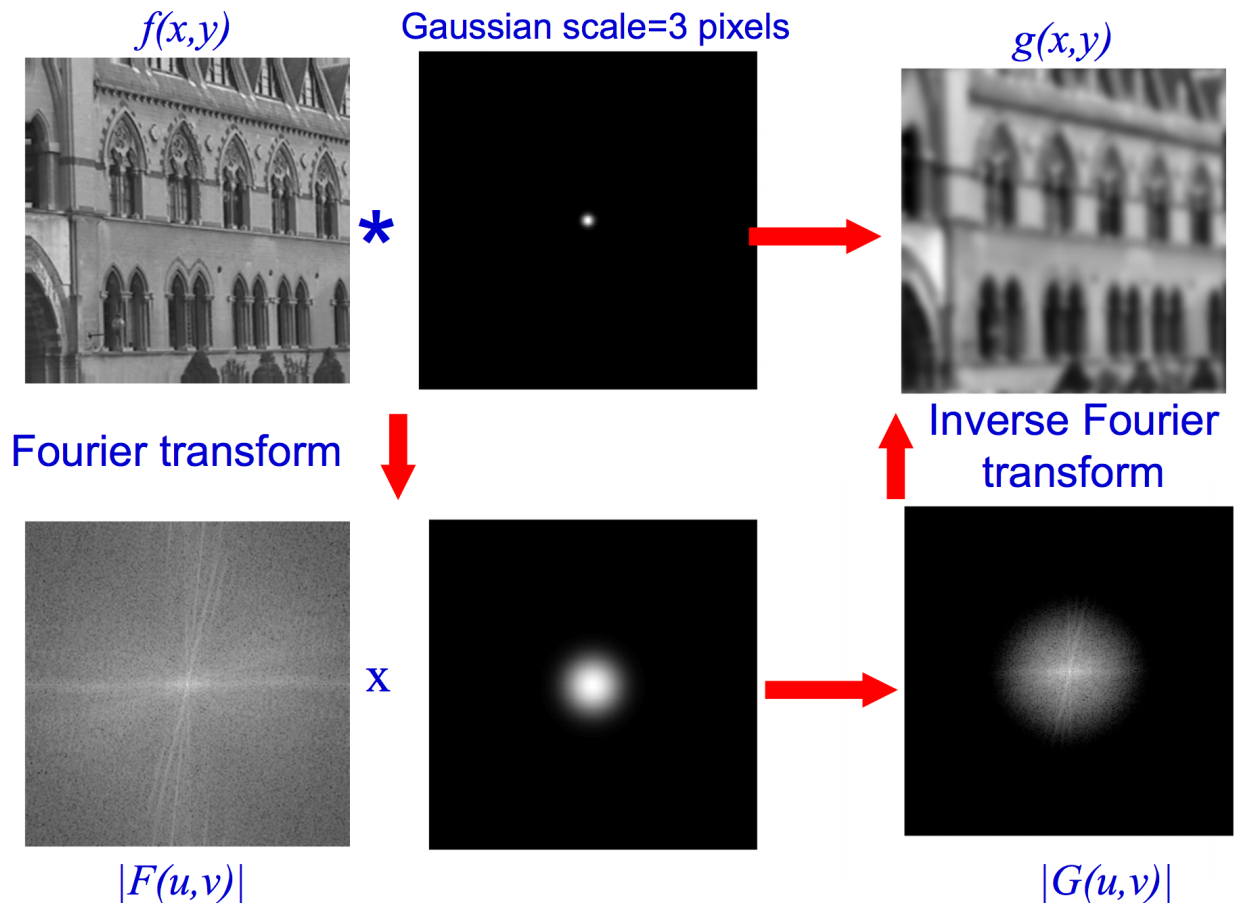 f(x,y)
Gaussian scale=3 pixels
g(x,y)
*
Fourier transform
Inverse Fourier
transform
x
|F(u,v)|
|G(u,v)|